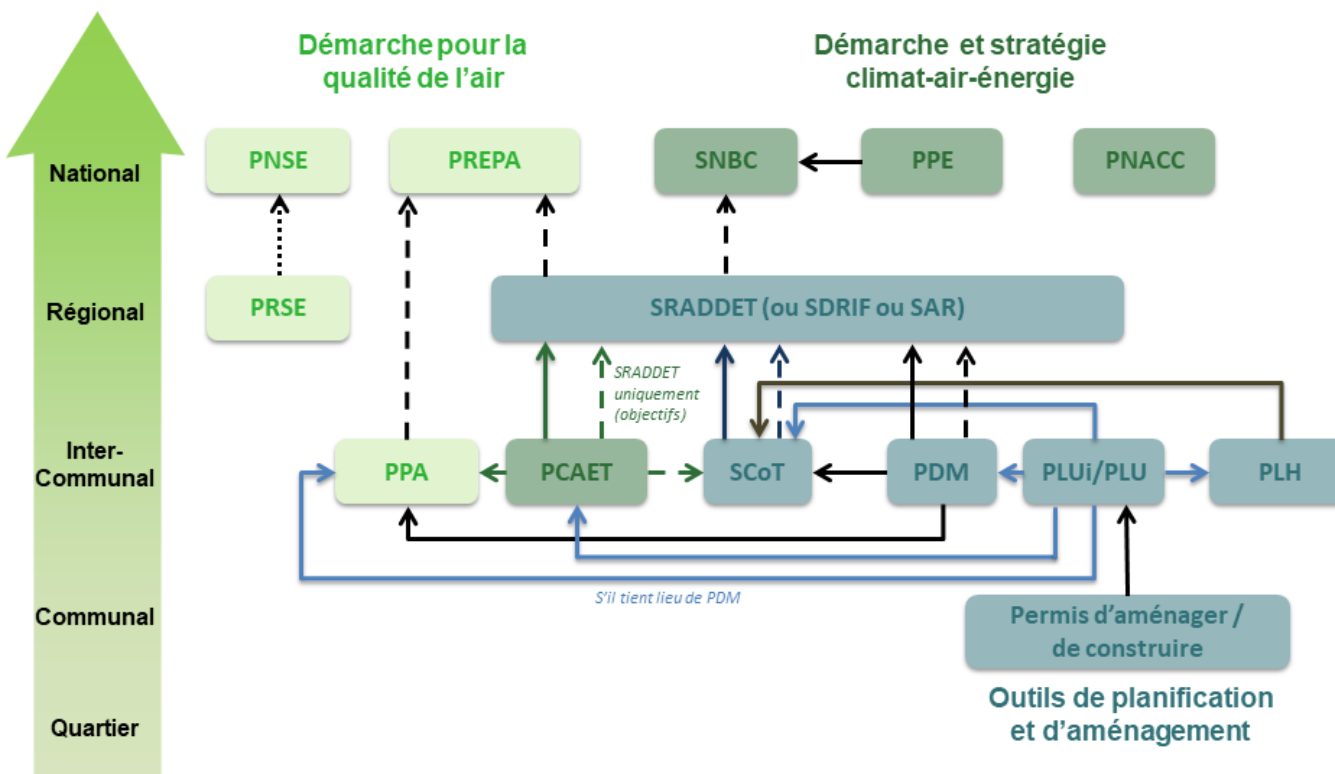 Démarche pour la
qualité de l'air
Démarche et stratégie
climat-air-énergie
National
PNSE
PREPA
SNBC
PPE
PNACC
Régional
PRSE
SRADDET (ou SDRIF ou SAR)
SRADDET
uniquement
(objectifs)
Inter-
Communal
PPA
PCAET
SCoT
PDM
PLUi/PLU
PLH
S'il tient lieu de PDM
Communal
Permis d'aménager /
de construire
Outils de planification
et d'aménagement
Quartier